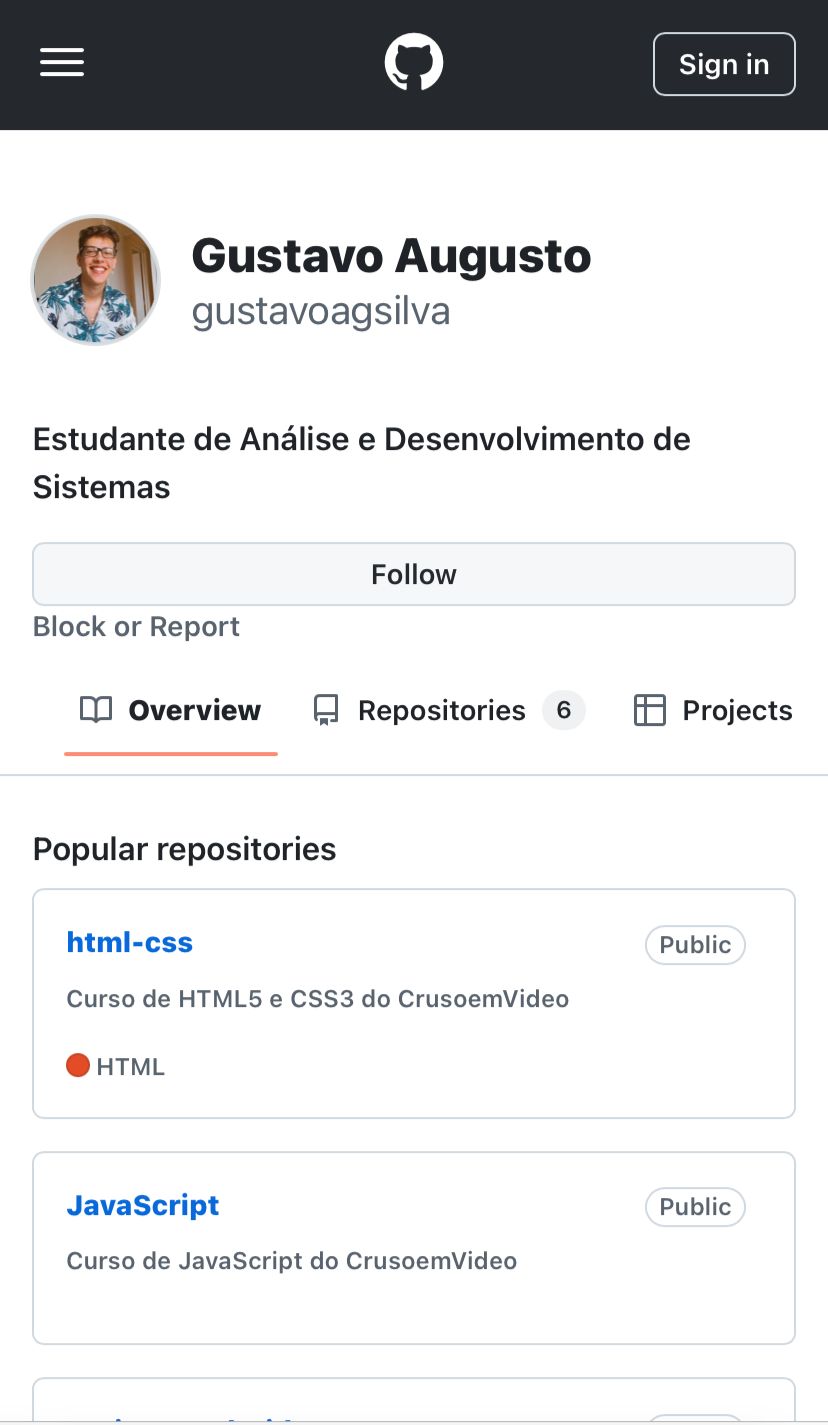 Sign in
Gustavo Augusto
gustavoagsilva
Estudante de Análise e Desenvolvimento de
Sistemas
Follow
Block or Report
Overview
Repositories 6
Projects
Popular repositories
html-css
Public
Curso de HTML5 e CSS3 do CrusoemVideo
HTML
JavaScript
Public
Curso de JavaScript do CrusoemVideo